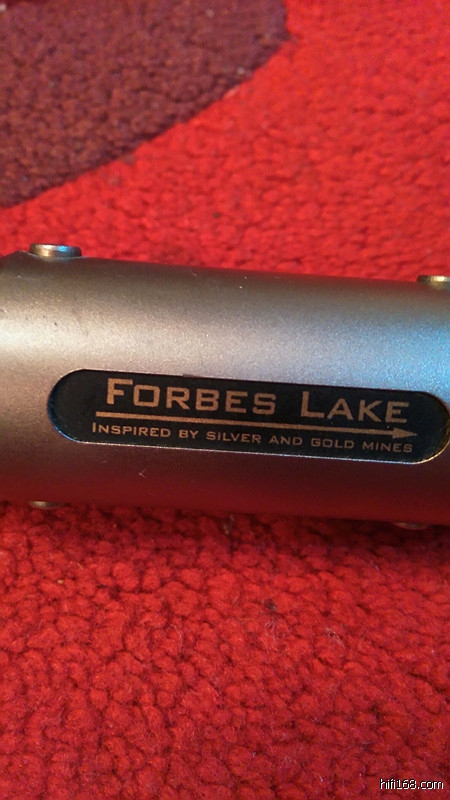 FORBES LAKE
INSPIRED BY SILVER AND GOLD MINES
hifi168.com